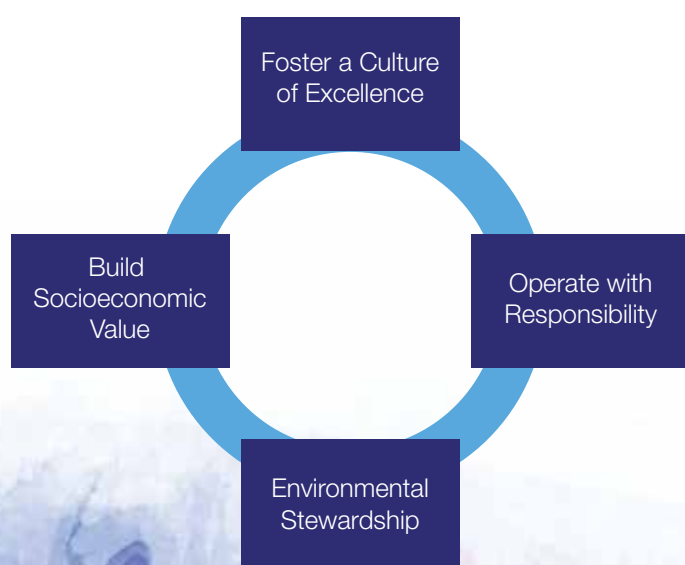 Foster a Culture
of Excellence
Build
Socioeconomic
Value
Operate with
Responsibility
Environmental
Stewardship